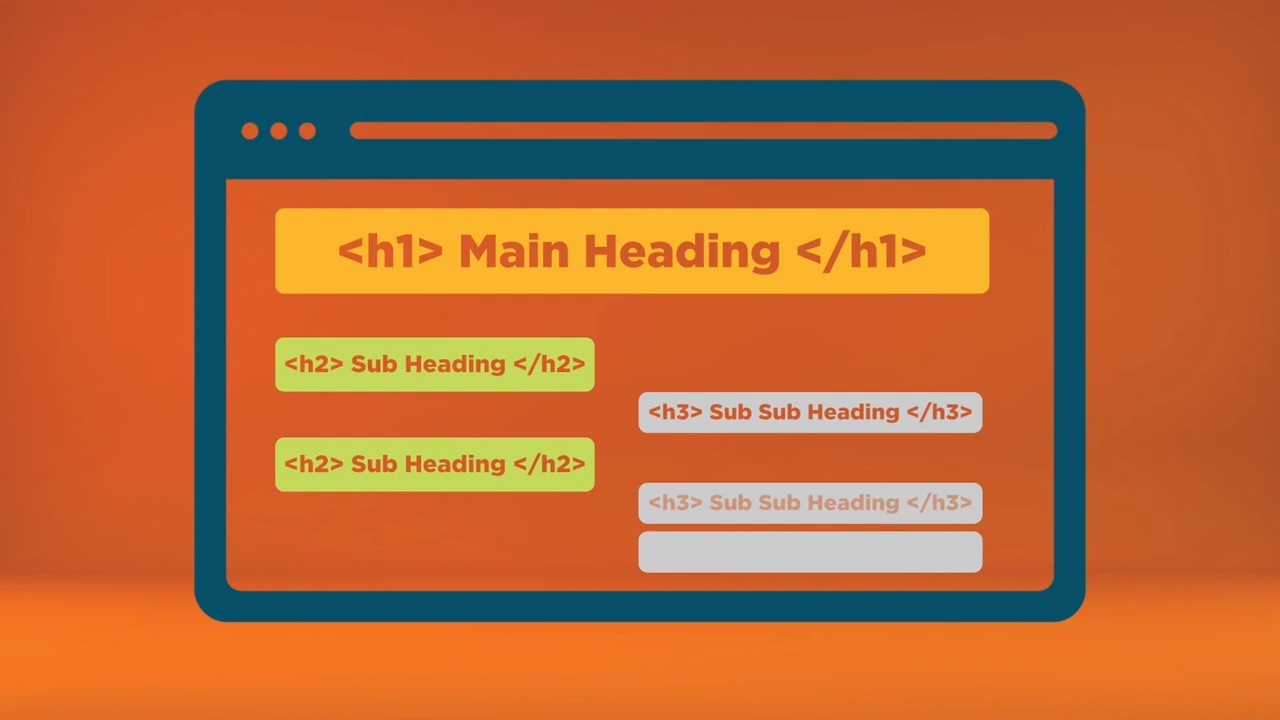 <h1> Main Heading </h1>
<h2> Sub Heading </h2>
<h3> Sub Sub Heading </h3>
<h2> Sub Heading </h2>
<h3> Sub Sub Heading </h3>